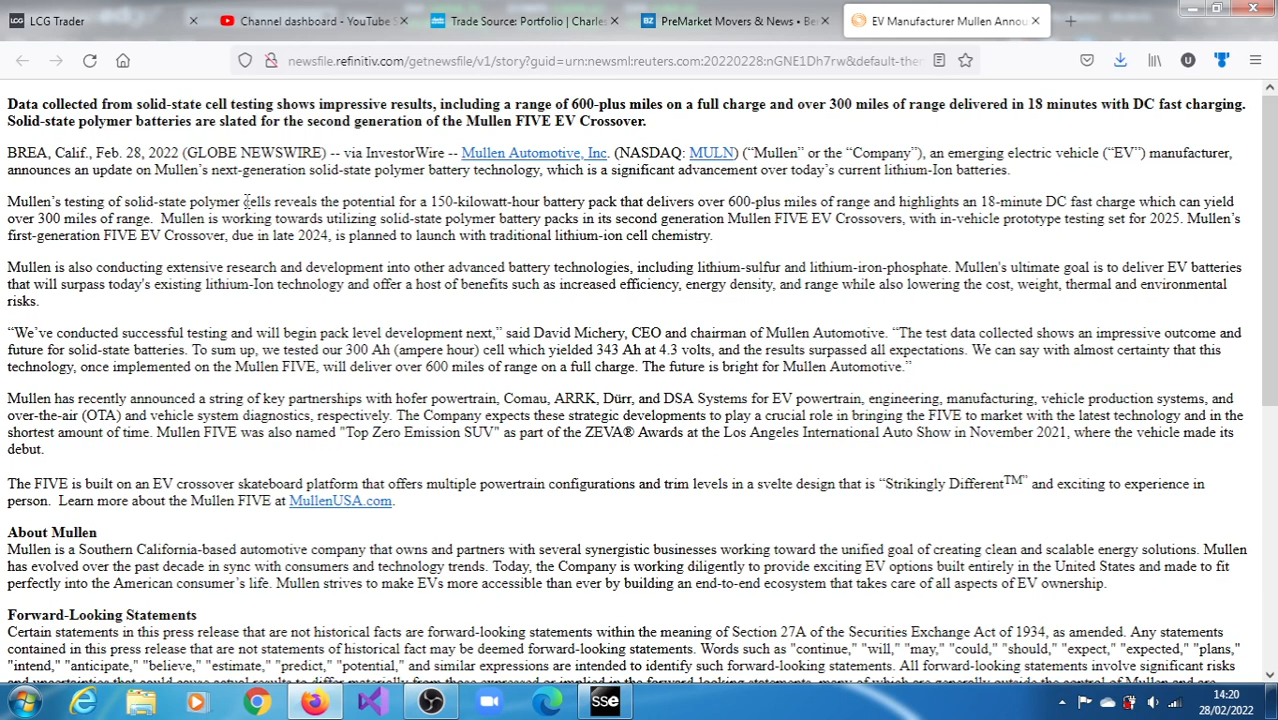 LCG Trader
Channel dashboard - YouTube S
Trade Source: Portfolio | Charles
PreMarket Movers & News • Be
EV Manufacturer Mullen Annou
newsfile.refinitiv.com/getnewsfile/v1/story?guid=urn:newsml:reuters.com:20220228:nGNE1Dh7rw&default-the
Data collected from solid-state cell testing shows impressive results, including a range of 600-plus miles on a full charge and over 300 miles of range delivered in 18 minutes with DC fast charging.
Solid-state polymer batteries are slated for the second generation of the Mullen FIVE EV Crossover.
BREA, Calif., Feb. 28, 2022 (GLOBE NEWSWIRE) -- via InvestorWire -- Mullen Automotive, Inc. (NASDAQ: MULN) (“Mullen” or the “Company”), an emerging electric vehicle (“EV”) manufacturer,
announces an update on Mullen’s next-generation solid-state polymer battery technology, which is a significant advancement over today’s current lithium-Ion batteries.
Mullen’s testing of solid-state polymer cells reveals the potential for a 150-kilowatt-hour battery pack that delivers over 600-plus miles of range and highlights an 18-minute DC fast charge which can yield
over 300 miles of range.  Mullen is working towards utilizing solid-state polymer battery packs in its second generation Mullen FIVE EV Crossovers, with in-vehicle prototype testing set for 2025. Mullen’s
first-generation FIVE EV Crossover, due in late 2024, is planned to launch with traditional lithium-ion cell chemistry.
Mullen is also conducting extensive research and development into other advanced battery technologies, including lithium-sulfur and lithium-iron-phosphate. Mullen's ultimate goal is to deliver EV batteries
that will surpass today's existing lithium-Ion technology and offer a host of benefits such as increased efficiency, energy density, and range while also lowering the cost, weight, thermal and environmental
risks.
“We’ve conducted successful testing and will begin pack level development next,” said David Michery, CEO and chairman of Mullen Automotive. “The test data collected shows an impressive outcome and
future for solid-state batteries. To sum up, we tested our 300 Ah (ampere hour) cell which yielded 343 Ah at 4.3 volts, and the results surpassed all expectations. We can say with almost certainty that this
technology, once implemented on the Mullen FIVE, will deliver over 600 miles of range on a full charge. The future is bright for Mullen Automotive.”
Mullen has recently announced a string of key partnerships with hofer powertrain, Comau, ARRK, Dürr, and DSA Systems for EV powertrain, engineering, manufacturing, vehicle production systems, and
over-the-air (OTA) and vehicle system diagnostics, respectively. The Company expects these strategic developments to play a crucial role in bringing the FIVE to market with the latest technology and in the
shortest amount of time. Mullen FIVE was also named "Top Zero Emission SUV" as part of the ZEVA® Awards at the Los Angeles International Auto Show in November 2021, where the vehicle made its
debut.
The FIVE is built on an EV crossover skateboard platform that offers multiple powertrain configurations and trim levels in a svelte design that is “Strikingly Different™” and exciting to experience in
person.  Learn more about the Mullen FIVE at MullenUSA.com.
About Mullen
Mullen is a Southern California-based automotive company that owns and partners with several synergistic businesses working toward the unified goal of creating clean and scalable energy solutions. Mullen
has evolved over the past decade in sync with consumers and technology trends. Today, the Company is working diligently to provide exciting EV options built entirely in the United States and made to fit
perfectly into the American consumer’s life. Mullen strives to make EVs more accessible than ever by building an end-to-end ecosystem that takes care of all aspects of EV ownership.
Forward-Looking Statements
Certain statements in this press release that are not historical facts are forward-looking statements within the meaning of Section 27A of the Securities Exchange Act of 1934, as amended. Any statements
contained in this press release that are not statements of historical fact may be deemed forward-looking statements. Words such as "continue," "will," "may," "could," "should," "expect," "expected," "plans,"
"intend," "anticipate," "believe," "estimate," "predict," "potential," and similar expressions are intended to identify such forward-looking statements. All forward-looking statements involve significant risks
sse
14:20
28/02/2022